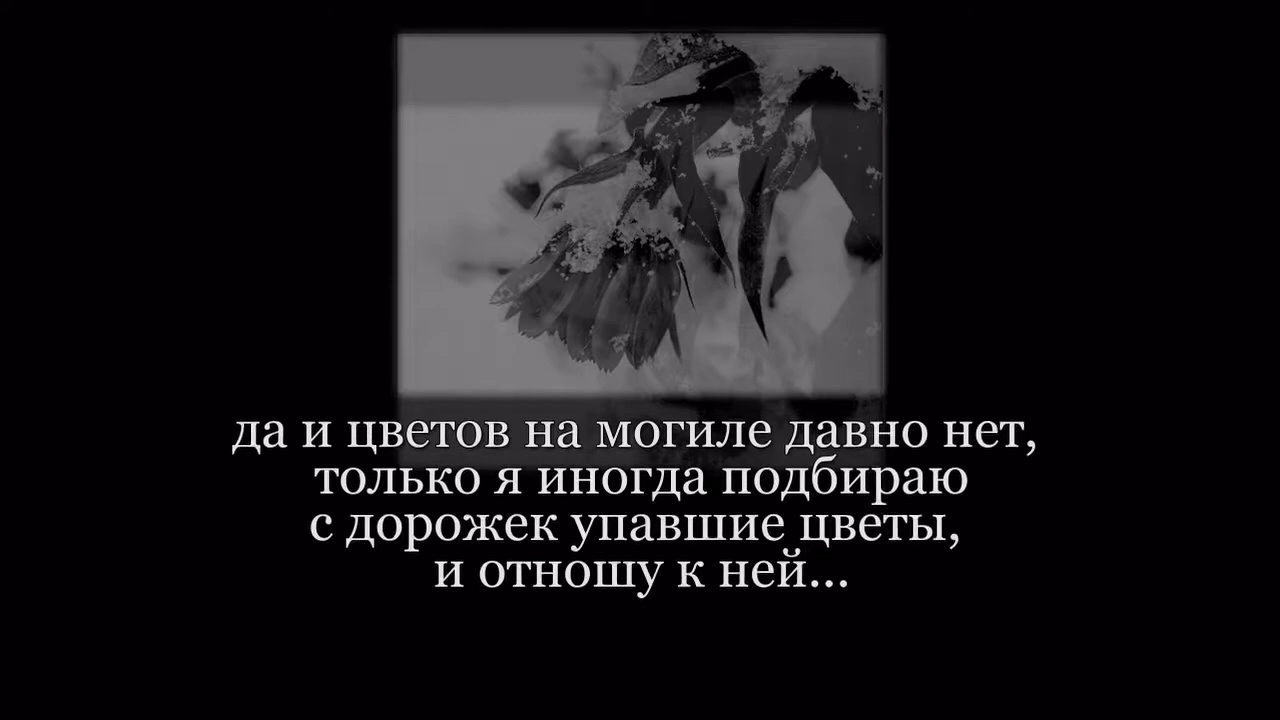 да и цветов на могиле давно нет,
только я иногда подбираю
с дорожек упавшие цветы,
и отношу к ней...